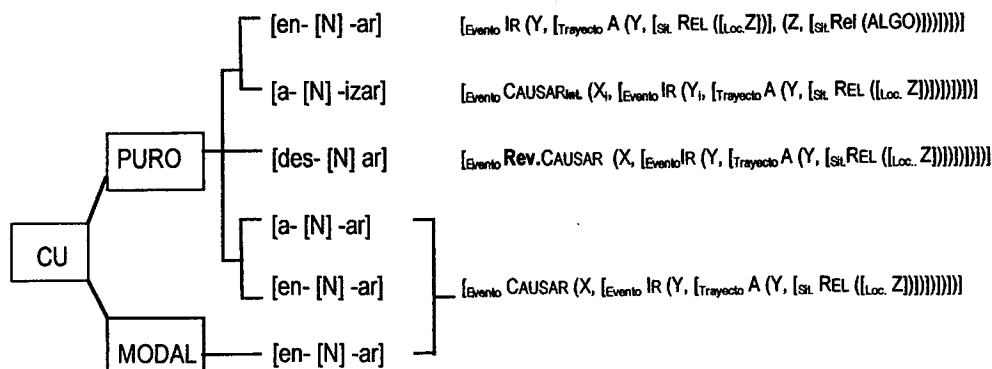 [en- [N] -ar] [Evento IR (Y, [Trayecto A (Y, [Sit. REL ([Loc.Z])], (Z, [Sit.Rel (ALGO)])])])]
[a- [N] -izar] [Evento CAUSARint. (Xi, [Evento IR (Yi, [Trayecto A (Y, [Sit. REL ([Loc. Z])])])])]
PURO [des- [N] ar] [Evento Rev.CAUSAR (X, [EventoIR (Y, [Trayecto A (Y, [Sit.REL ([Loc. Z])])])])]
[a- [N] -ar]
CU
[en- [N] -ar] [Evento CAUSAR (X, [Evento IR (Y, [Trayecto A (Y, [Sit. REL ([Loc. Z])])])])]
MODAL [en- [N] -ar]